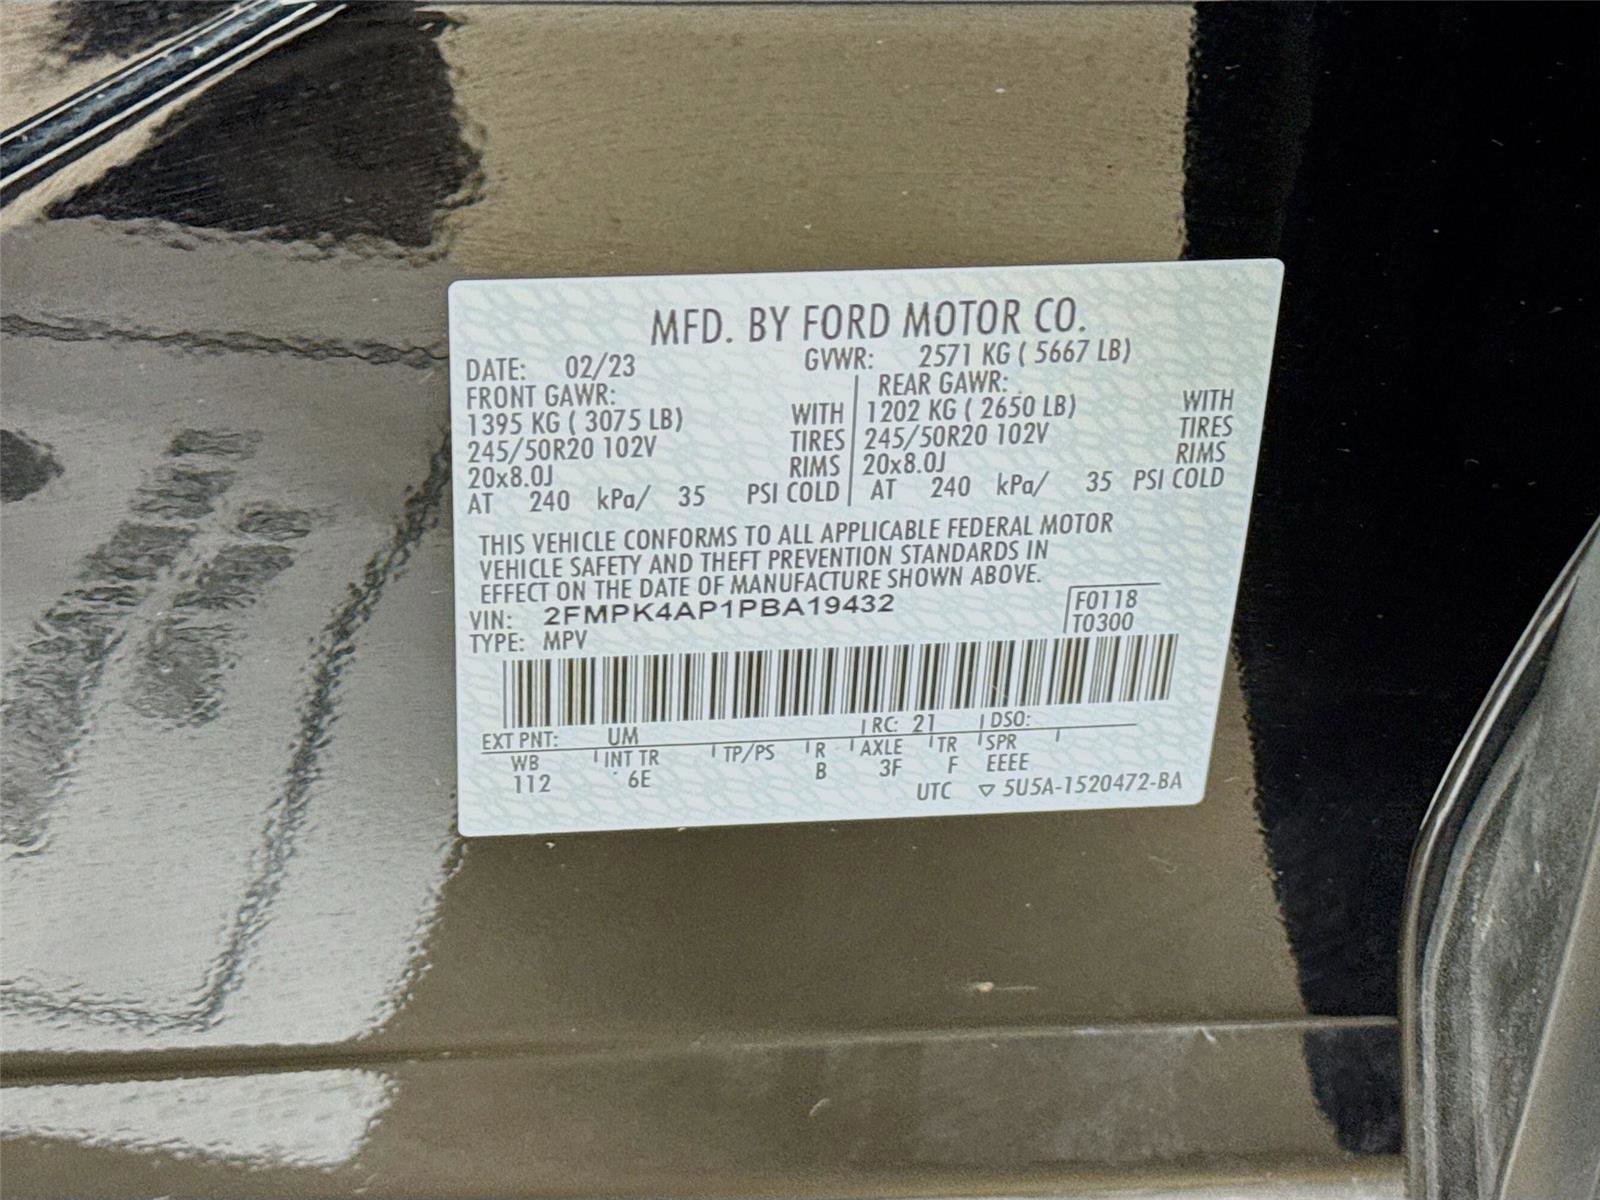 MFD. BY FORD MOTOR CO.
DATE: 02/23 GVWR: 2571 KG ( 5667 LB)
FRONT GAWR: REAR GAWR:
1395 KG ( 3075 LB) WITH 1202 KG ( 2650 LB) WITH
245/50R20 102V TIRES 245/50R20 102V TIRES
20x8.0J RIMS 20x8.0J RIMS
AT 240 kPa/ 35 PSI COLD AT 240 kPa/ 35 PSI COLD
THIS VEHICLE CONFORMS TO ALL APPLICABLE FEDERAL MOTOR
VEHICLE SAFETY AND THEFT PREVENTION STANDARDS IN
EFFECT ON THE DATE OF MANUFACTURE SHOWN ABOVE.
VIN: 2FMPK4AP1PBA19432 F0118
TYPE: MPV T0300
EXT PNT: UM RC: 21 DSO:
WB INT TR TP/PS R AXLE TR SPR
112 6E B 3F F EEEE
UTC ▽ 5U5A-1520472-BA